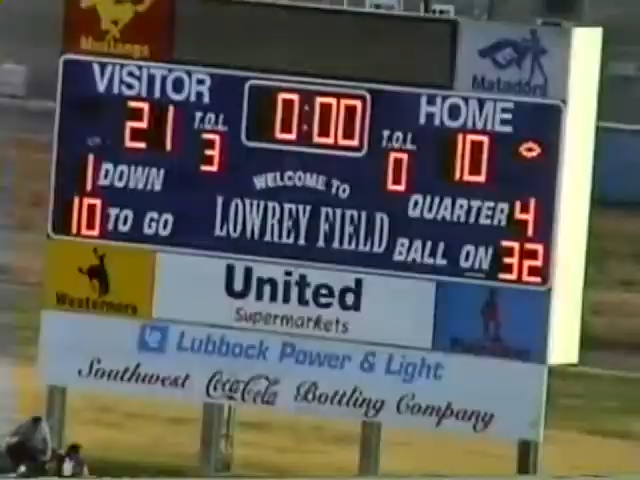 Mustangs
Matadors
VISITOR 0:00 HOME
21 T.O.L. 3 T.O.L. 0 10
1 DOWN WELCOME TO QUARTER 4
10 TO GO LOWREY FIELD BALL ON 32
Westerners United
Supermarkets
Lubbock Power & Light
Southwest Coca-Cola Bottling Company